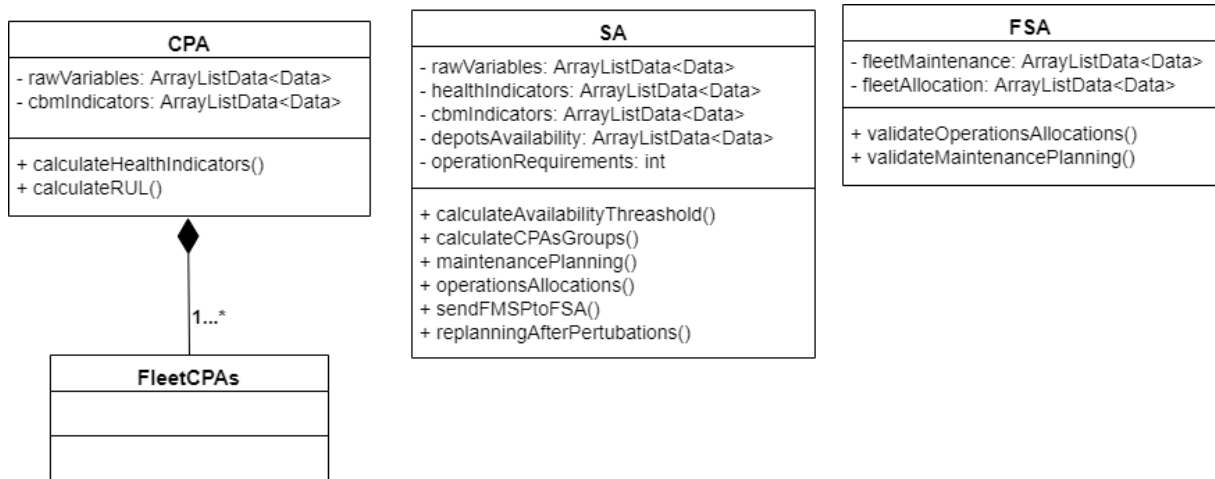 CPA
- rawVariables: ArrayListData<Data>
- cbmIndicators: ArrayListData<Data>
+ calculateHealthIndicators()
+ calculateRUL()
1...*
FleetCPAs
SA
- rawVariables: ArrayListData<Data>
- healthIndicators: ArrayListData<Data>
- cbmIndicators: ArrayListData<Data>
- depotsAvailability: ArrayListData<Data>
- operationRequirements: int
+ calculateAvailabilityThreashold()
+ calculateCPAsGroups()
+ maintenancePlanning()
+ operationsAllocations()
+ sendFMSPtoFSA()
+ replanningAfterPertubations()
FSA
- fleetMaintenance: ArrayListData<Data>
- fleetAllocation: ArrayListData<Data>
+ validateOperationsAllocations()
+ validateMaintenancePlanning()